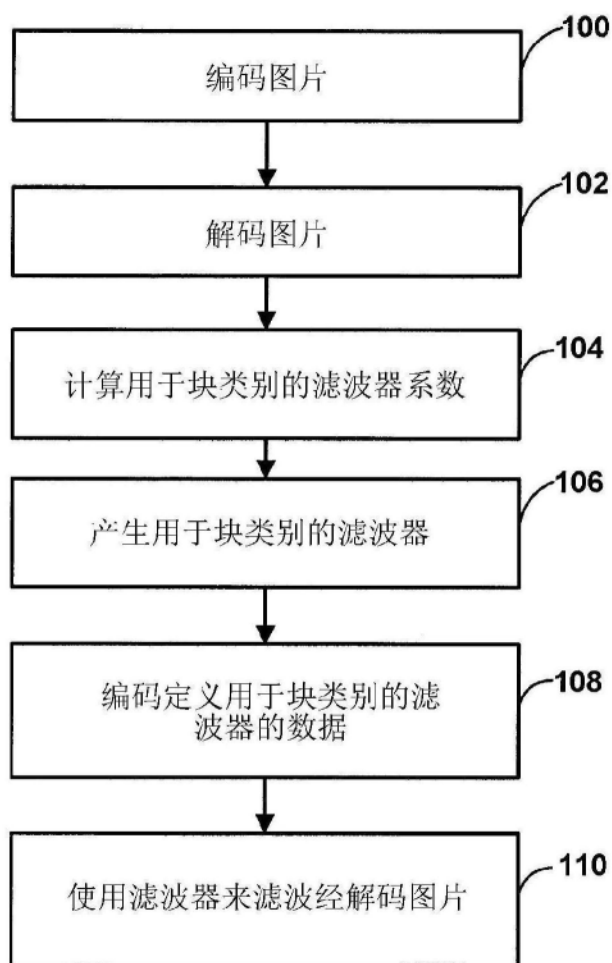 100
编码图片
102
解码图片
104
计算用于块类别的滤波器系数
106
产生用于块类别的滤波器
108
编码定义用于块类别的滤
波器的数据
110
使用滤波器来滤波经解码图片